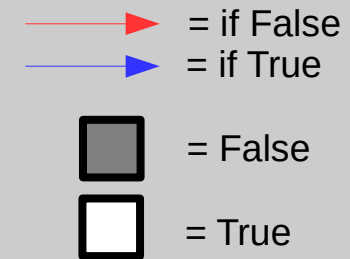 = if False
= if True
= False
= True